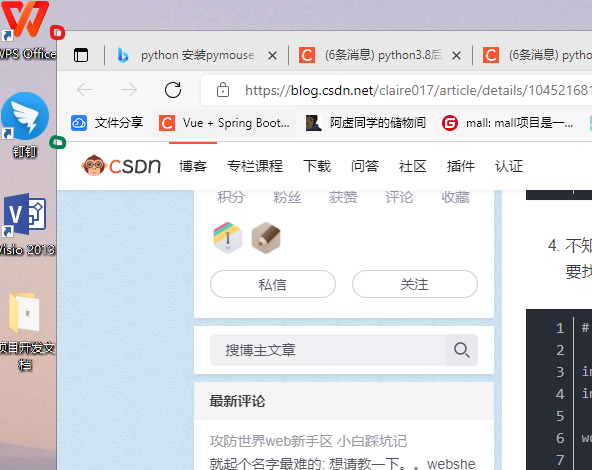 WPS Office
钉钉
Visio 2013
项目开发文
档
python 安装pymouse
(6条消息) python3.8后
(6条消息) pytho
https://blog.csdn.net/claire017/article/details/104521681
文件分享
Vue + Spring Boot...
阿虚同学的储物间
mall: mall项目是一...
CSDN 博客 专栏课程 下载 问答 社区 插件 认证
积分 粉丝 获赞 评论 收藏
私信 关注
搜博主文章
最新评论
攻防世界web新手区 小白踩坑记
就起个名字最难的: 想请教一下。。webshe
4. 不知
要找
1 #
2
3 in
4 in
5
6 wo
7